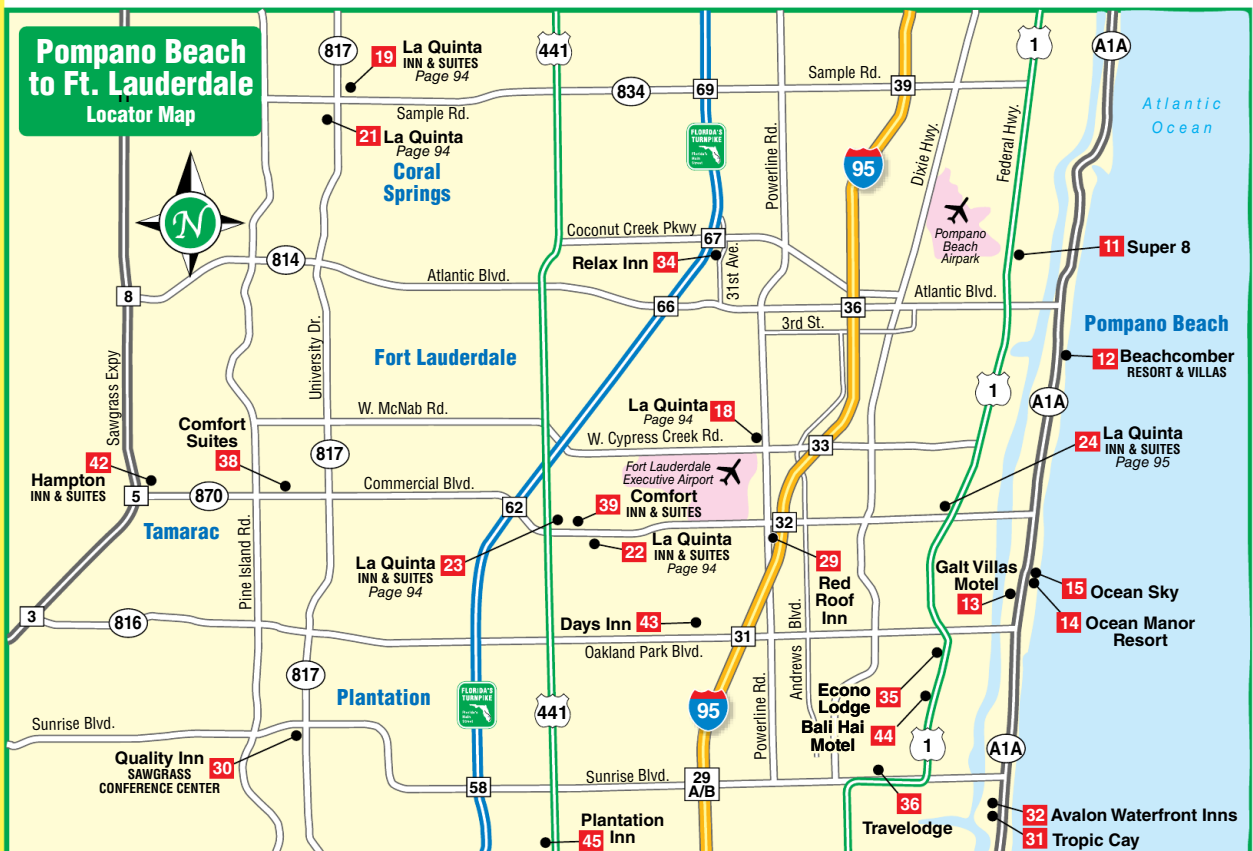 Pompano Beach
to Ft. Lauderdale
Locator Map
817
19
La Quinta
INN & SUITES
Page 94
441
1
A1A
Sample Rd.
834
69
39
Sample Rd.
Atlantic
Ocean
21
La Quinta
Page 94
Coral
Springs
FLORIDA'S
TURNPIKE
Powerline Rd.
95
Dixie Hwy.
Federal Hwy.
N
Coconut Creek Pkwy
67
Pompano
Beach
Airpark
11
Super 8
814
Relax Inn
34
31st Ave.
Atlantic Blvd.
8
66
36
Atlantic Blvd.
3rd St.
Pompano Beach
University Dr.
Fort Lauderdale
12
Beachcomber
RESORT & VILLAS
Sawgrass Expy
1
A1A
W. McNab Rd.
La Quinta
Page 94
18
W. Cypress Creek Rd.
33
24
La Quinta
INN & SUITES
Page 95
Comfort
Suites
38
817
42
Hampton
INN & SUITES
Fort Lauderdale
Executive Airport
5
870
Commercial Blvd.
62
39
Comfort
INN & SUITES
32
Tamarac
Pine Island Rd.
La Quinta
INN & SUITES
Page 94
23
22
La Quinta
INN & SUITES
Page 94
29
Red
Roof
Inn
Galt Villas
Motel
13
15
Ocean Sky
14
Ocean Manor
Resort
3
816
Days Inn
43
31
Oakland Park Blvd.
Andrews Blvd.
817
Plantation
FLORIDA'S
TURNPIKE
441
95
Powerline Rd.
Econo
Lodge
35
Bali Hai
Motel
44
1
A1A
Sunrise Blvd.
Quality Inn
SAWGRASS
CONFERENCE CENTER
30
58
Sunrise Blvd.
29
A/B
36
Travelodge
32
Avalon Waterfront Inns
31
Tropic Cay
Plantation
Inn
45